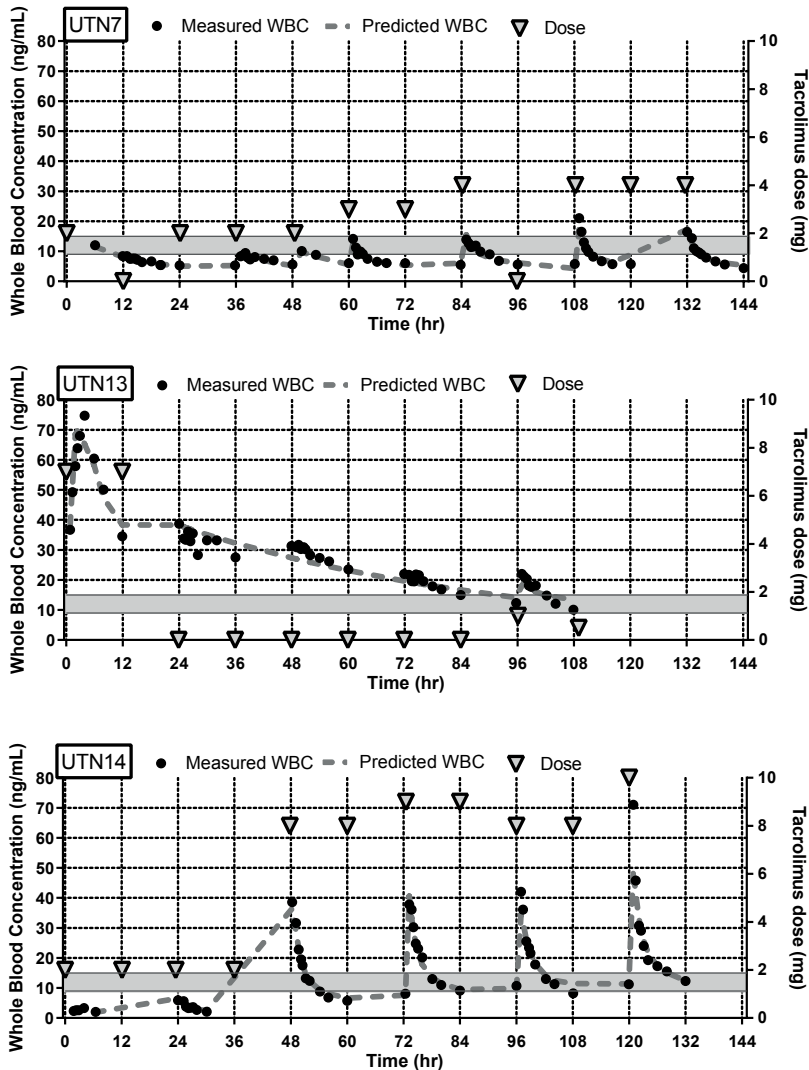 UTN7 Measured WBC Predicted WBC Dose
Whole Blood Concentration (ng/mL)
80 10
70
60 8
50 6
40
30 4
20 2
10
0 0
0 12 24 36 48 60 72 84 96 108 120 132 144
Time (hr)
Tacrolimus dose (mg)
UTN13 Measured WBC Predicted WBC Dose
Whole Blood Concentration (ng/mL)
80 10
70
60 8
50 6
40
30 4
20 2
10
0 0
0 12 24 36 48 60 72 84 96 108 120 132 144
Time (hr)
Tacrolimus dose (mg)
UTN14 Measured WBC Predicted WBC Dose
Whole Blood Concentration (ng/mL)
80 10
70
60 8
50 6
40
30 4
20 2
10
0 0
0 12 24 36 48 60 72 84 96 108 120 132 144
Time (hr)
Tacrolimus dose (mg)